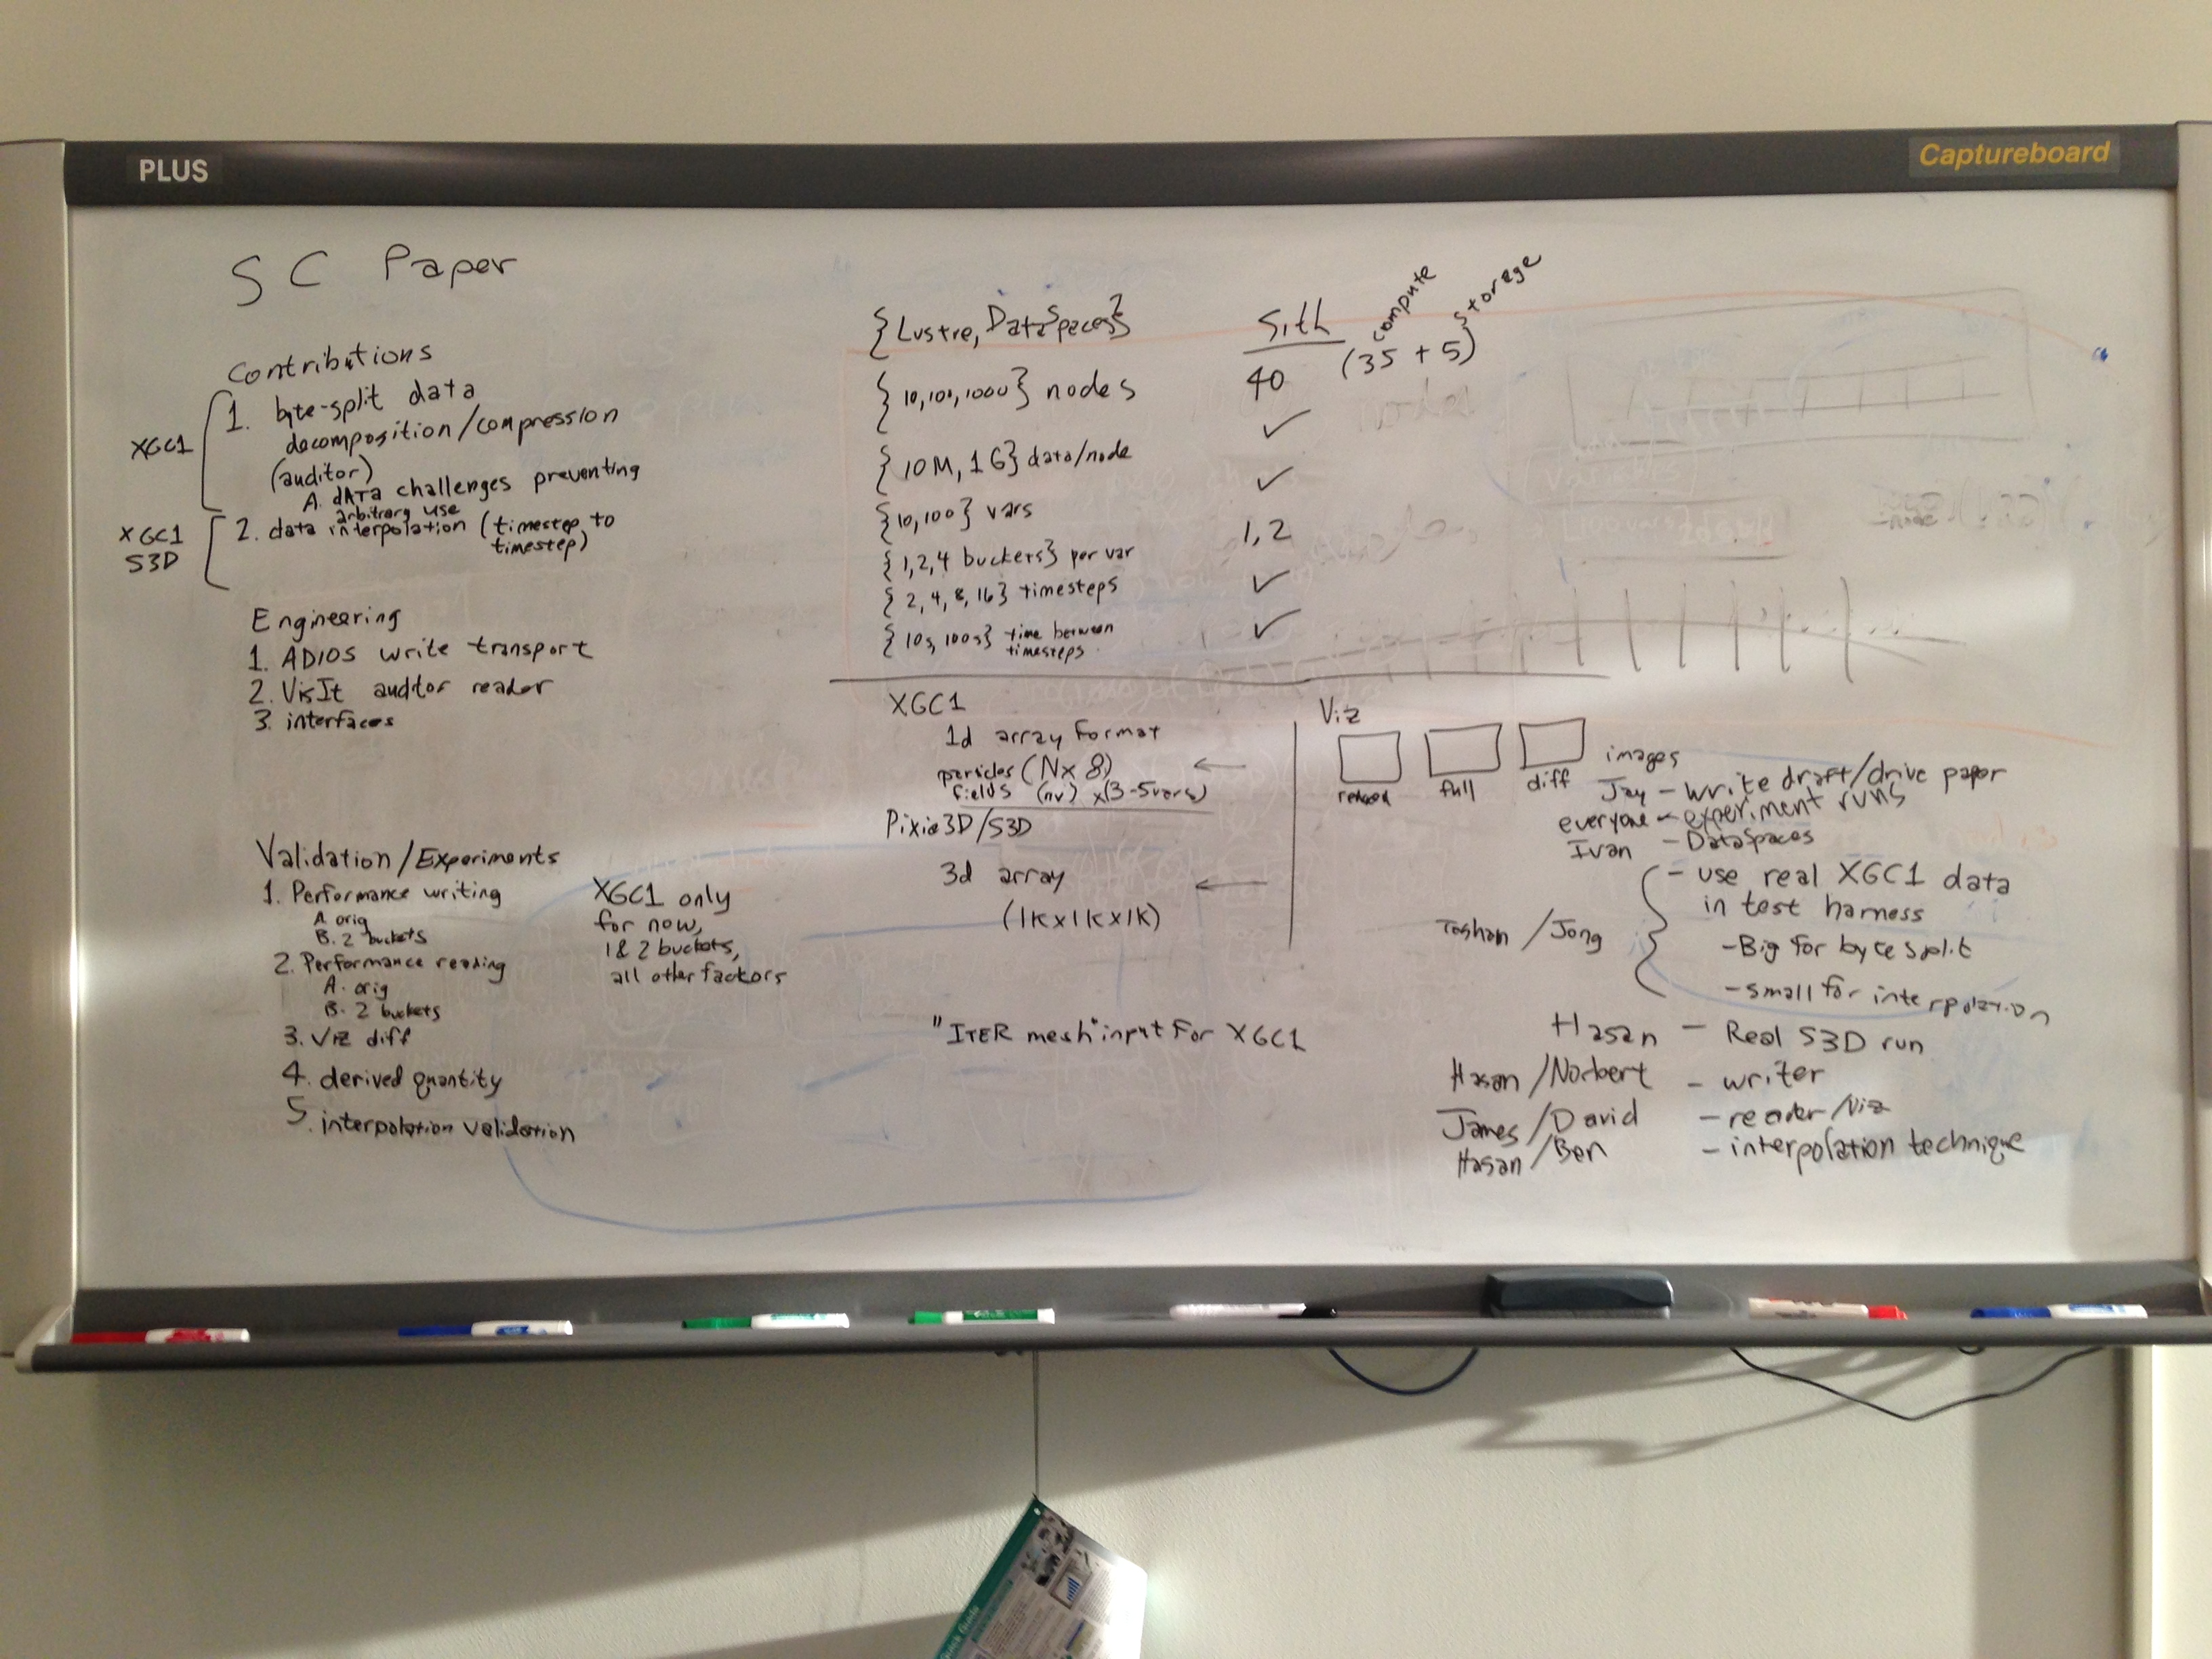 PLUS
Captureboard
SC Paper
Contributions
XGC1
1. byte-split data
decomposition/compression
(auditor)
A. dATa challenges preventing
arbitrary use
XGC1
S3D
2. data interpolation (timestep to
timestep)
Engineering
1. ADIOS write transport
2. VisIt auditor reader
3. interfaces
Validation/Experiments
1. Performance writing
A. orig
B. 2 buckets
2. Performance reading
A. orig
B. 2 buckets
3. Viz diff
4. derived quantity
5. interpolation validation
XGC1 only
for now,
1 & 2 buckets,
all other factors
{Lustre, DataSpaces}
{10,100,1000} nodes
{10M, 1G} data/node
{10,100} vars
{1,2,4 buckets} per var
{2,4,8,16} timesteps
{10s,100s} time between
timesteps
Sith
40
(35 + 5)
compute
storage
✓
✓
1,2
✓
✓
XGC1
1d array format
particles (N x 8)
fields (nv) x(3-5vars)
Pixie3D/S3D
3d array
(1Kx1Kx1K)
"ITER mesh" input for XGC1
Viz
full
diff
images
Jay - write draft/drive paper
everyone - experiment runs
Ivan - DataSpaces
/Jong
- use real XGC1 data
in test harness
- Big for byte split
- small for interpolation
Hasan - Real S3D run
Hasan/Norbert - writer
James/David - reader/viz
Hasan/Ben - interpolation technique